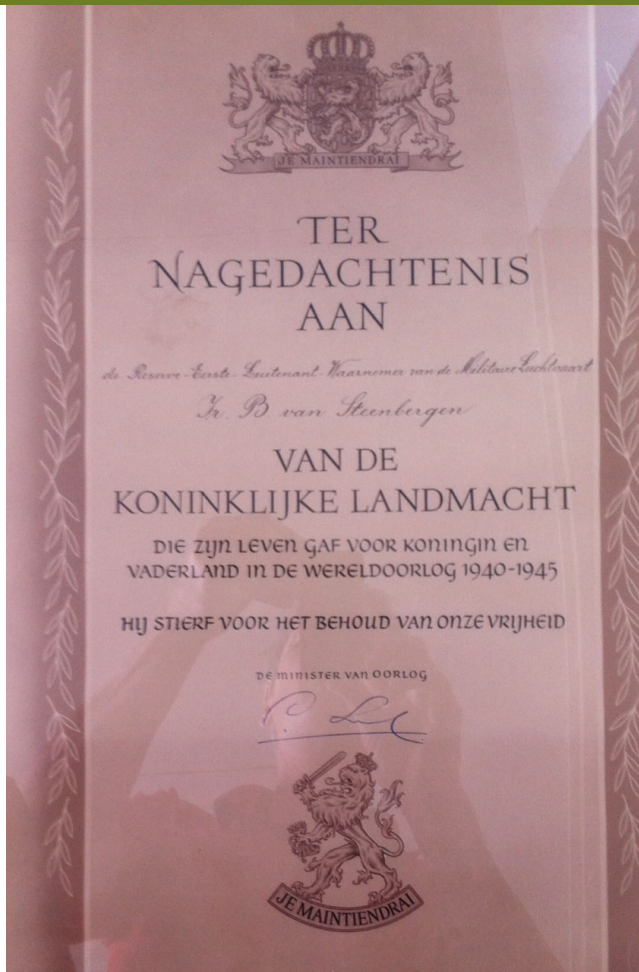 JE MAINTIENDRAI
TER
NAGEDACHTENIS
AAN
de Reserve-Eerste-Luitenant-Waarnemer van de Militaire Luchtvaart
Ir. B van Steenbergen
VAN DE
KONINKLIJKE LANDMACHT
DIE ZIJN LEVEN GAF VOOR KONINGIN EN
VADERLAND IN DE WERELDOORLOG 1940-1945
HIJ STIERF VOOR HET BEHOUD VAN ONZE VRIJHEID
DE MINISTER VAN OORLOG
JE MAINTIENDRAI